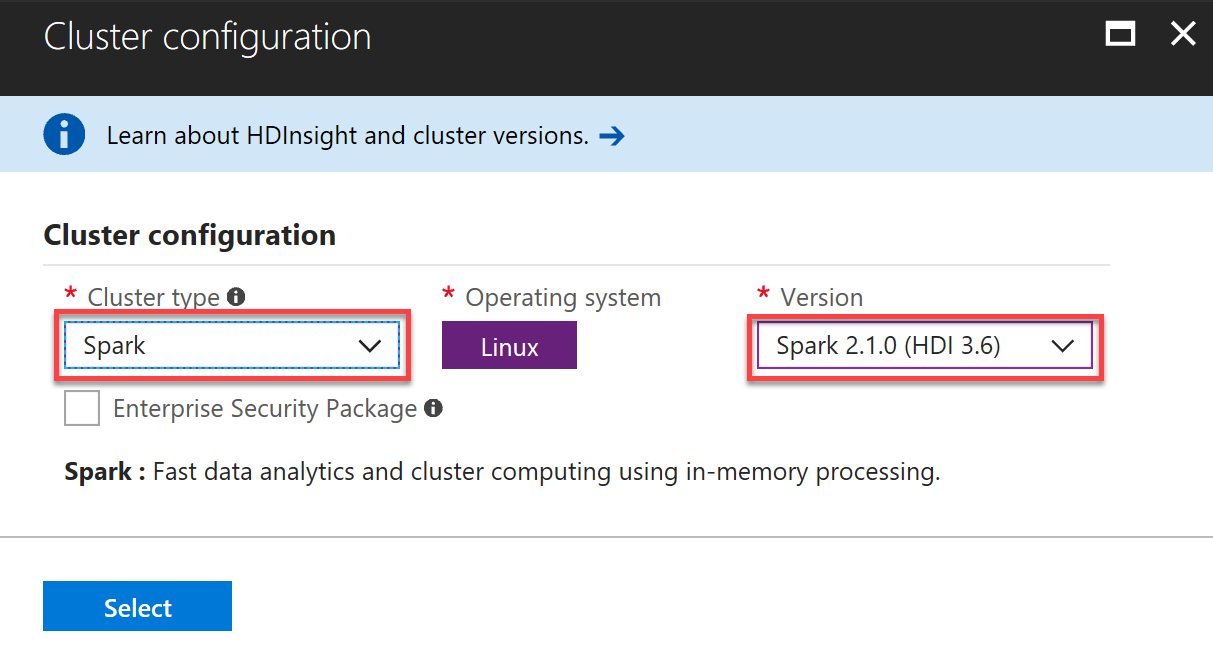 Cluster configuration
Learn about HDInsight and cluster versions.
Cluster configuration
* Cluster type * Operating system * Version
Spark Linux Spark 2.1.0 (HDI 3.6)
Enterprise Security Package
Spark : Fast data analytics and cluster computing using in-memory processing.
Select